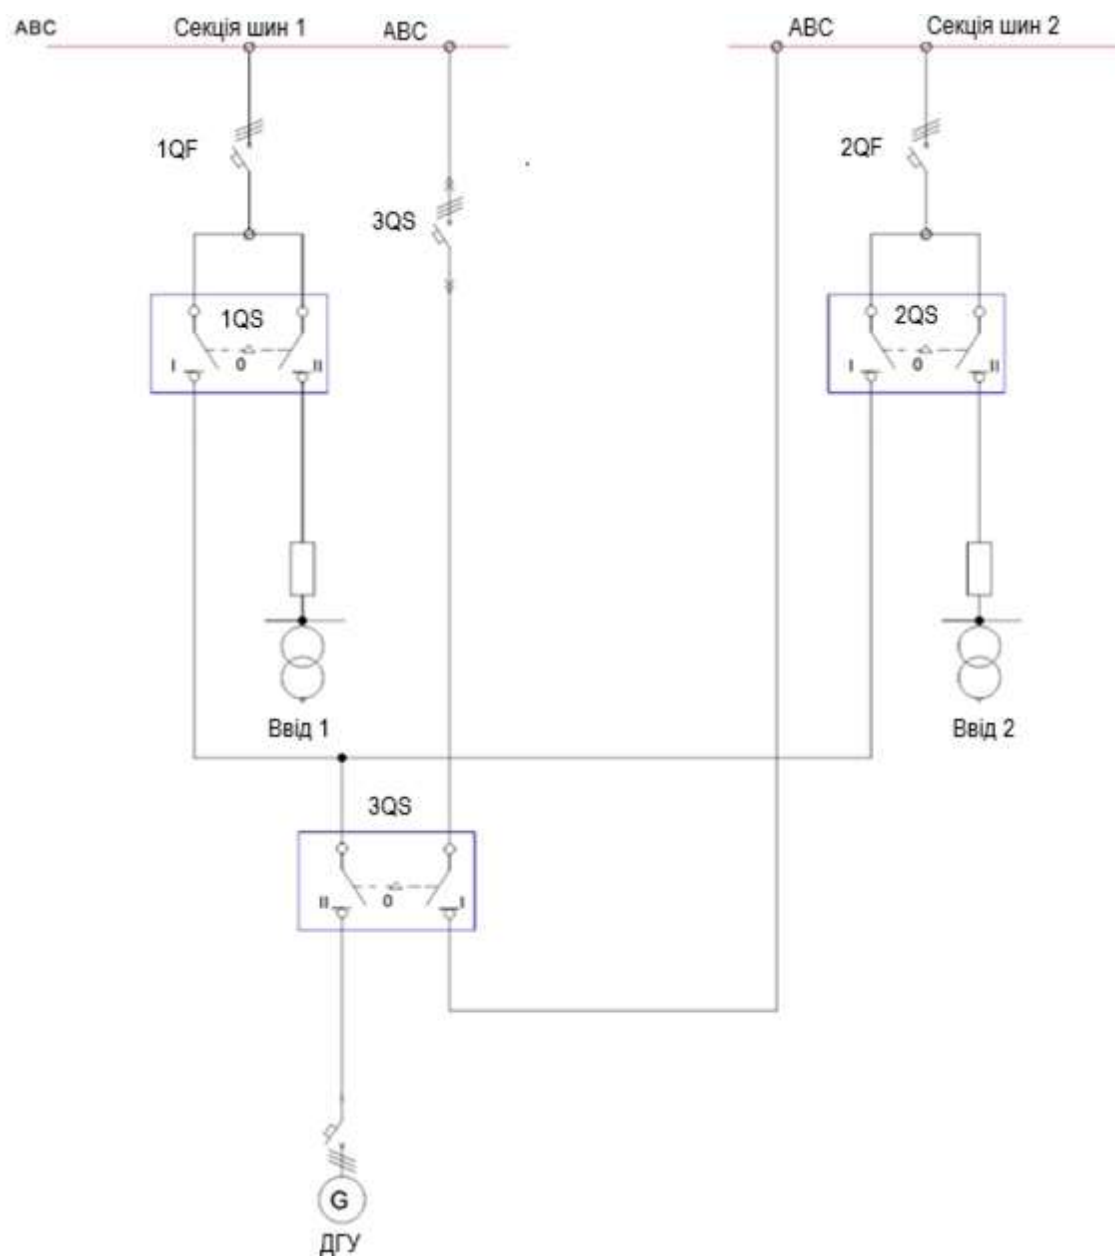 ABC Секція шин 1 ABC ABC Секція шин 2
1QF 2QF
3QS
1QS 2QS
I 0 II I 0 II
Ввід 1 Ввід 2
3QS
II 0 I
G
ДГУ